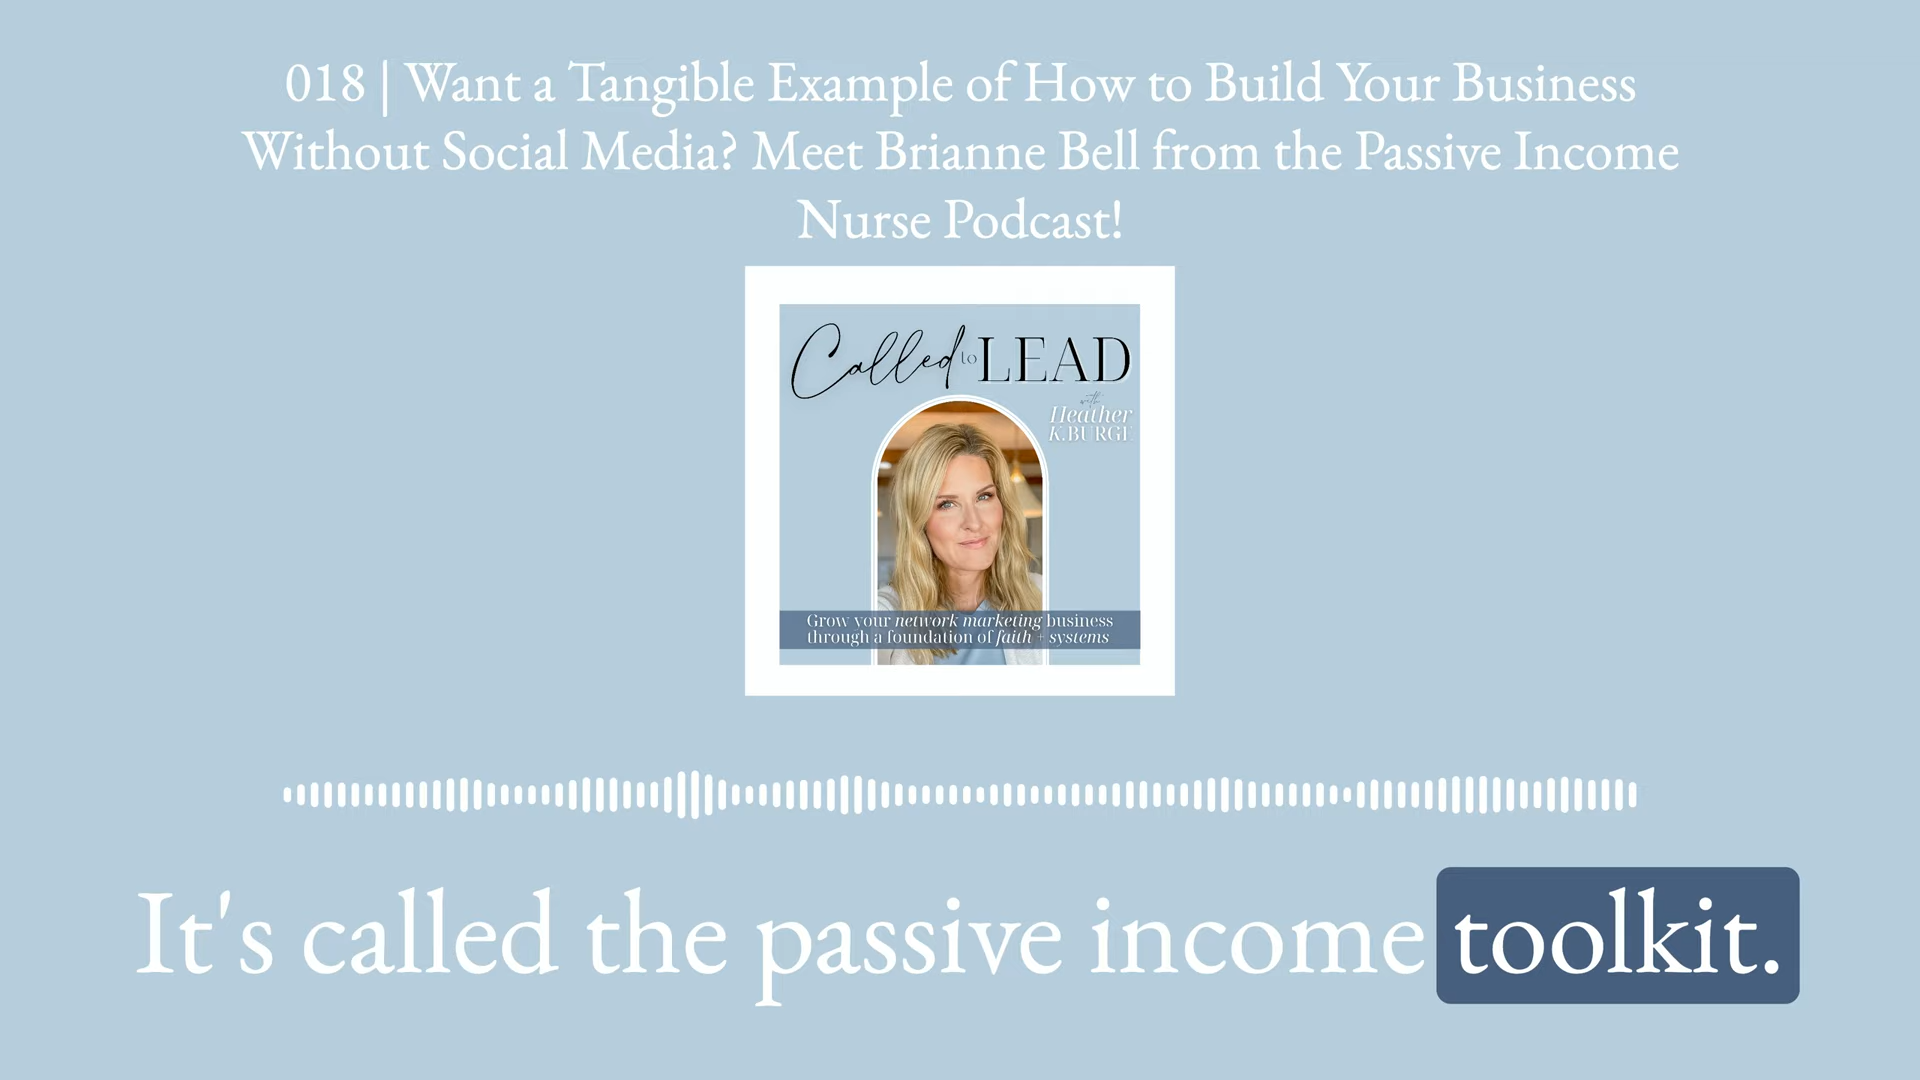 018 | Want a Tangible Example of How to Build Your Business
Without Social Media? Meet Brianne Bell from the Passive Income
Nurse Podcast!
Called to LEAD
with
Heather
K.BURGE
Grow your network marketing business
through a foundation of faith + systems
It's called the passive income toolkit.